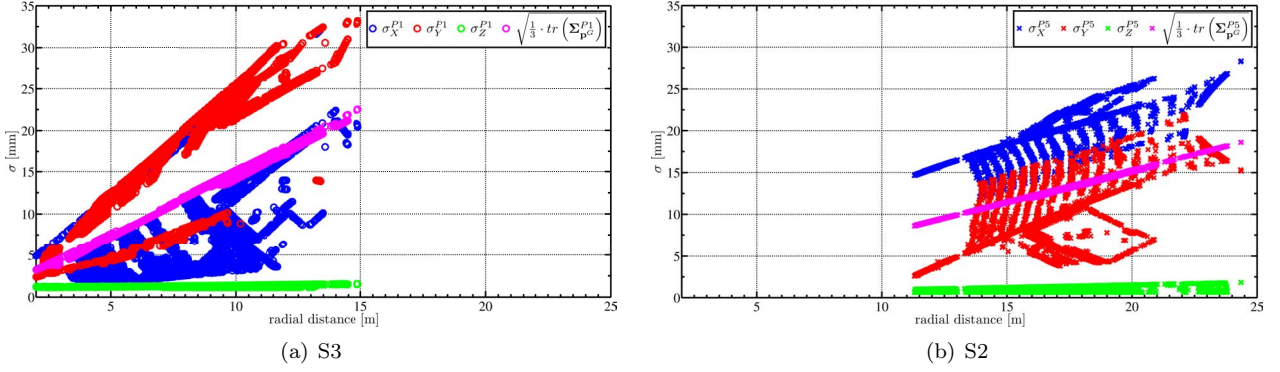 35
30
25
20
15
10
5
0
σ [mm]
5 10 15 20 25
radial distance [m]
σ_X^{P1} σ_Y^{P1} σ_Z^{P1} √(1/3 · tr (Σ_{p^G}^{P1}))
(a) S3
35
30
25
20
15
10
5
0
σ [mm]
5 10 15 20 25
radial distance [m]
σ_X^{P5} σ_Y^{P5} σ_Z^{P5} √(1/3 · tr (Σ_{p^G}^{P5}))
(b) S2